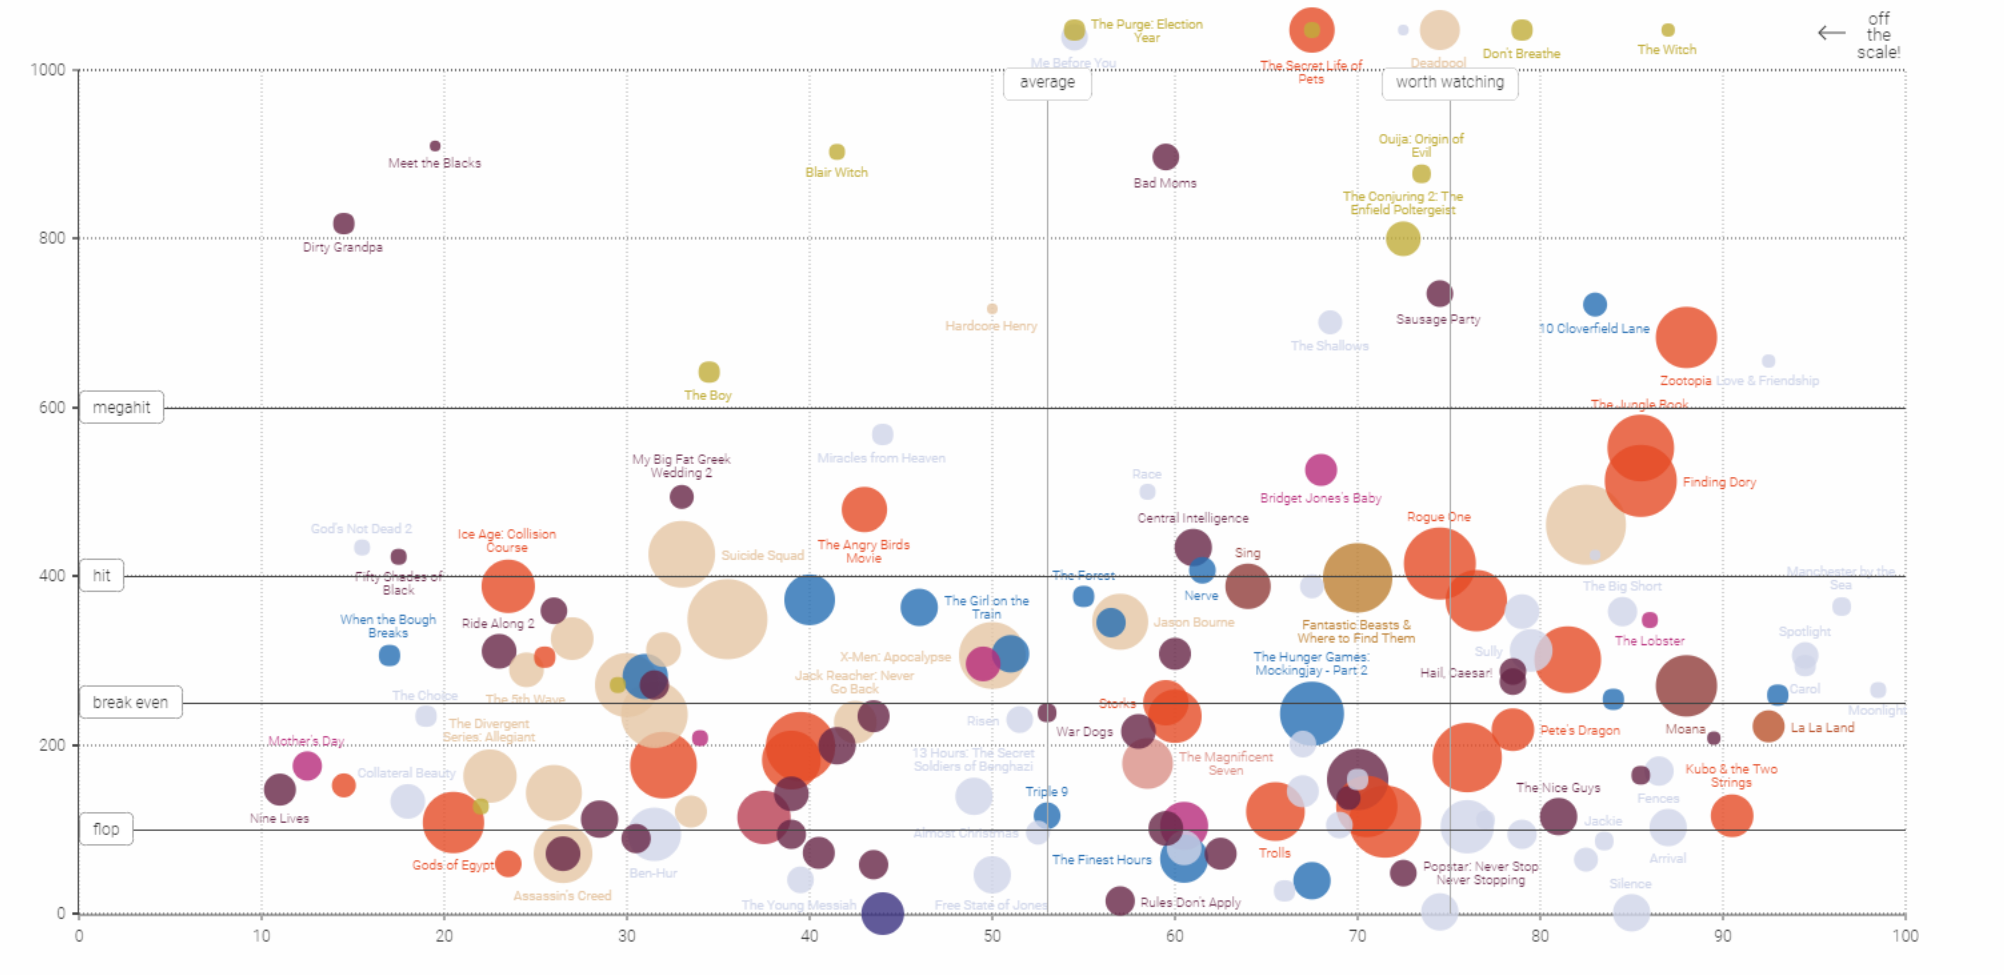 The Purge: Election
Year
off
the
scale!
Me Before You
The Secret Life of
Pets
Deadpool
Don't Breathe
The Witch
1000
average
worth watching
Meet the Blacks
Blair Witch
Bad Moms
Ouija: Origin of
Evil
The Conjuring 2: The
Enfield Poltergeist
Dirty Grandpa
800
Hardcore Henry
Sausage Party
10 Cloverfield Lane
The Shallows
The Boy
Zootopia
Love & Friendship
The Jungle Book
600
megahit
My Big Fat Greek
Wedding 2
Miracles from Heaven
Race
Bridget Jones's Baby
Finding Dory
God's Not Dead 2
Ice Age: Collision
Course
The Angry Birds
Movie
Central Intelligence
Rogue One
Suicide Squad
Sing
400
hit
Fifty Shades of
Black
The Forest
The Big Short
Manchester by the
Sea
When the Bough
Breaks
Ride Along 2
The Girl on the
Train
Nerve
Jason Bourne
Fantastic Beasts &
Where to Find Them
The Lobster
Spotlight
X-Men: Apocalypse
The Hunger Games:
Mockingjay - Part 2
Sully
Hail, Caesar!
Jack Reacher: Never
Go Back
Carol
The Choice
The 5th Wave
Storks
break even
Moonlight
The Divergent
Series: Allegiant
Risen
War Dogs
Pete's Dragon
Moana
La La Land
Mother's Day
200
13 Hours: The Secret
Soldiers of Benghazi
The Magnificent
Seven
Collateral Beauty
Kubo & the Two
Strings
Triple 9
The Nice Guys
Fences
Nine Lives
flop
Almost Christmas
Jackie
The Finest Hours
Trolls
Arrival
Gods of Egypt
Ben-Hur
Popstar: Never Stop
Never Stopping
Silence
Assassin's Creed
The Young Messiah
Free State of Jones
Rules Don't Apply
0
0
10
20
30
40
50
60
70
80
90
100